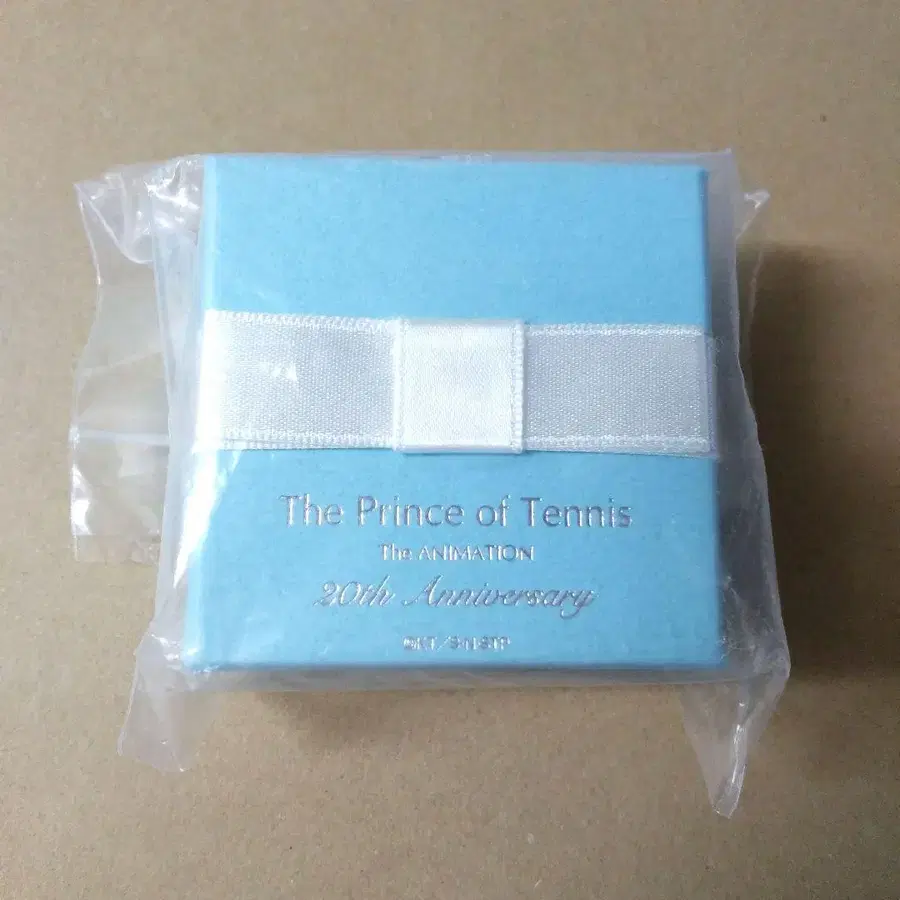 The Prince of Tennis
The ANIMATION
20th Anniversary